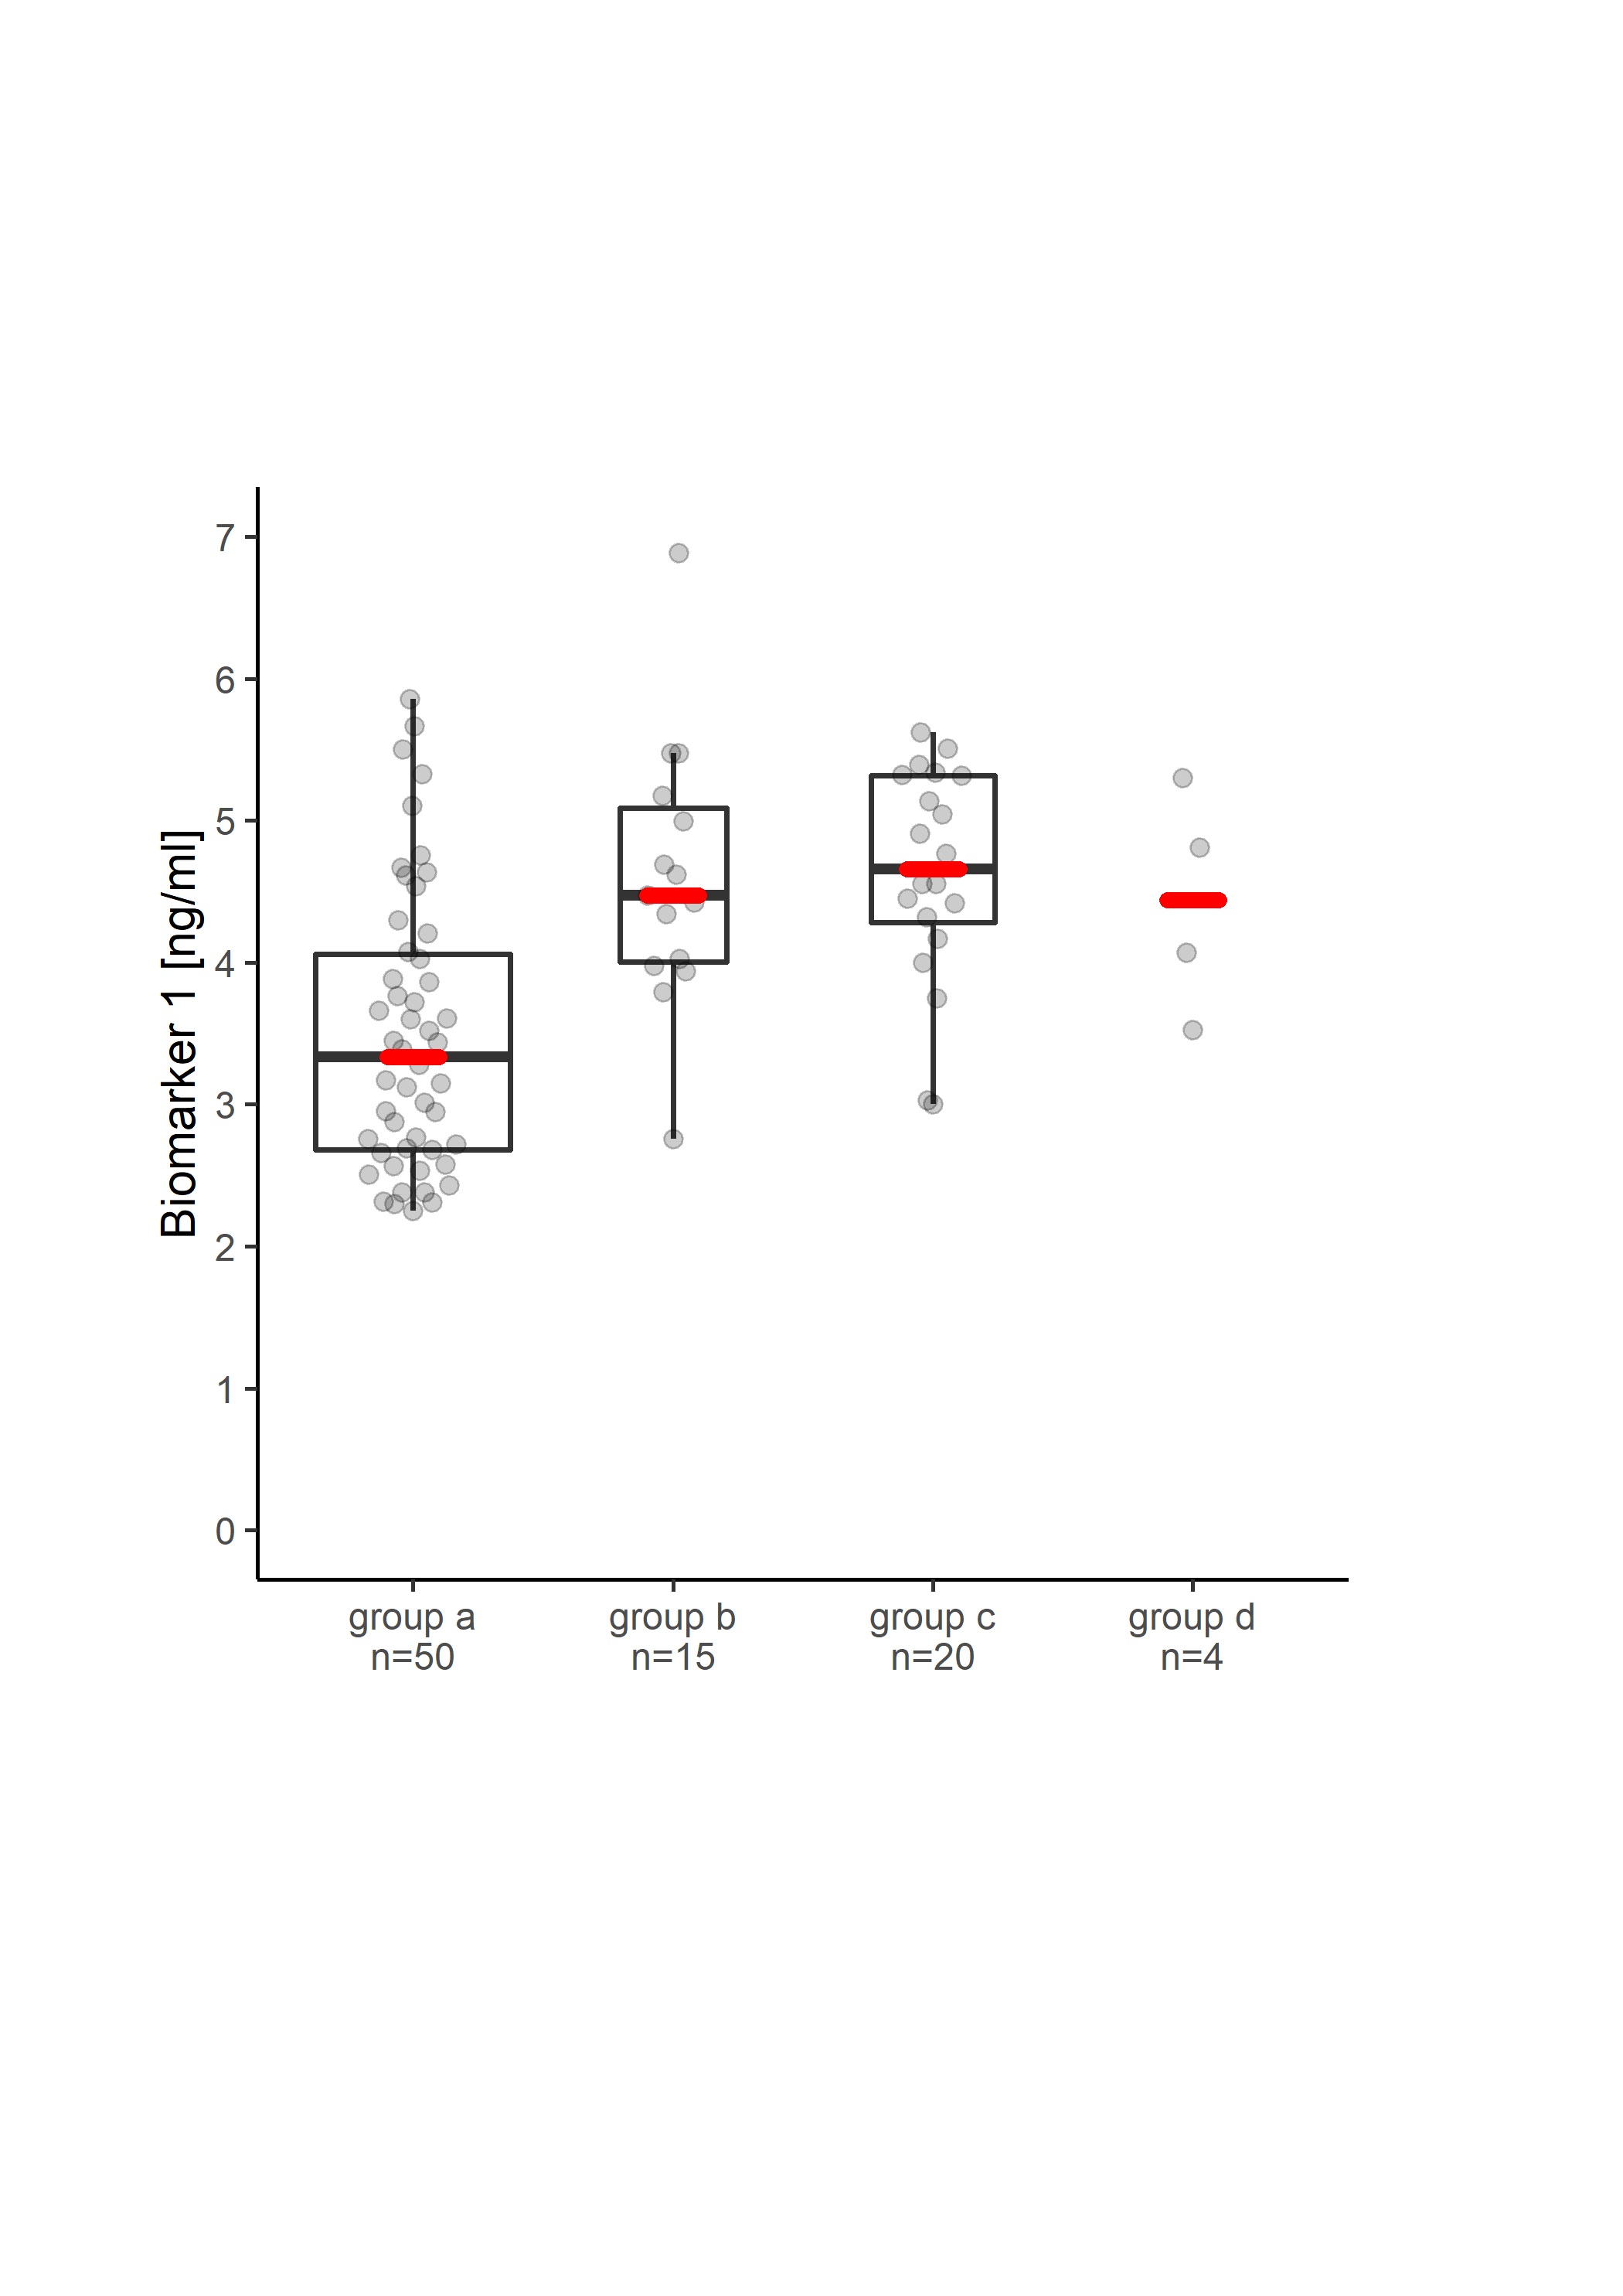 Biomarker 1 [ng/ml]
7
6
5
4
3
2
1
0
group a
n=50
group b
n=15
group c
n=20
group d
n=4